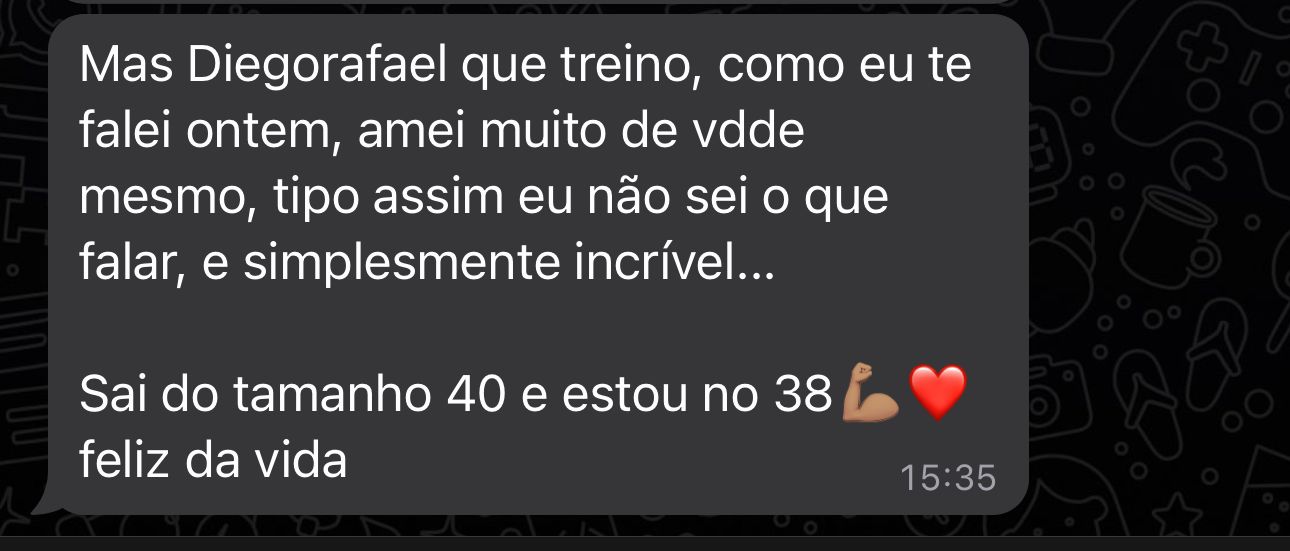 Mas Diegorafael que treino, como eu te
falei ontem, amei muito de vdde
mesmo, tipo assim eu não sei o que
falar, e simplesmente incrível...
Sai do tamanho 40 e estou no 38💪🏽❤️
feliz da vida
15:35